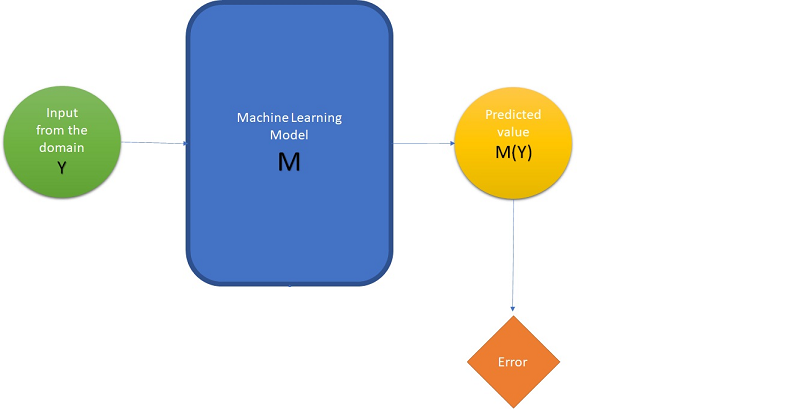 Input
from the
domain
Y
Machine Learning
Model
M
Predicted
value
M(Y)
Error